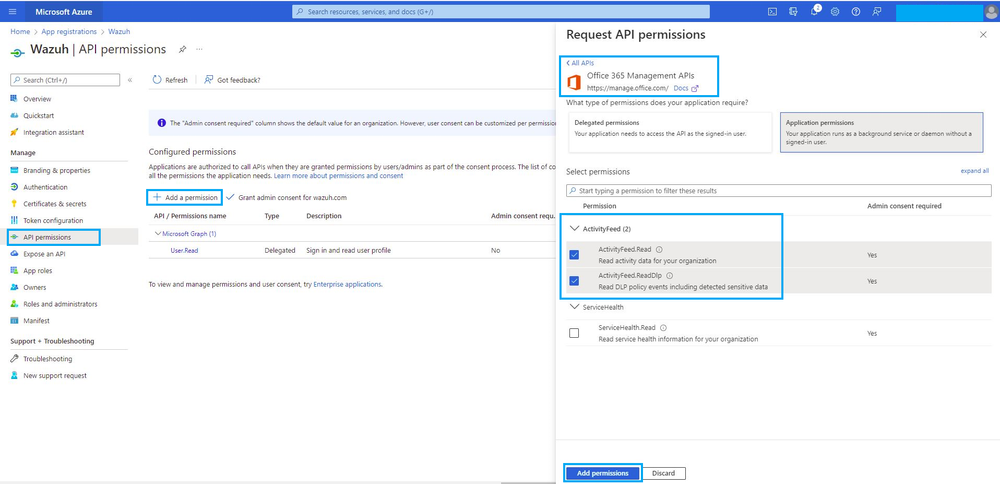 Microsoft Azure
Search resources, services, and docs (G+/)
2
Home > App registrations > Wazuh
Wazuh | API permissions
Search (Ctrl+/)
Overview
Quickstart
Integration assistant
Manage
Branding & properties
Authentication
Certificates & secrets
Token configuration
API permissions
Expose an API
App roles
Owners
Roles and administrators
Manifest
Support + Troubleshooting
Troubleshooting
New support request
Refresh
Got feedback?
The "Admin consent required" column shows the default value for an organization. However, user consent can be customized per permission
Configured permissions
Applications are authorized to call APIs when they are granted permissions by users/admins as part of the consent process. The list of co
all the permissions the application needs. Learn more about permissions and consent
Add a permission
Grant admin consent for wazuh.com
API / Permissions name Type Description Admin consent requ...
Microsoft Graph (1)
User.Read Delegated Sign in and read user profile No
To view and manage permissions and user consent, try Enterprise applications.
Request API permissions
All APIs
Office 365 Management APIs
https://manage.office.com/ Docs
What type of permissions does your application require?
Delegated permissions
Your application needs to access the API as the signed-in user.
Application permissions
Your application runs as a background service or daemon without a
signed-in user.
Select permissions
expand all
Start typing a permission to filter these results
Permission Admin consent required
ActivityFeed (2)
ActivityFeed.Read
Read activity data for your organization
Yes
ActivityFeed.ReadDlp
Read DLP policy events including detected sensitive data
Yes
ServiceHealth
ServiceHealth.Read
Read service health information for your organization
Yes
Add permissions
Discard